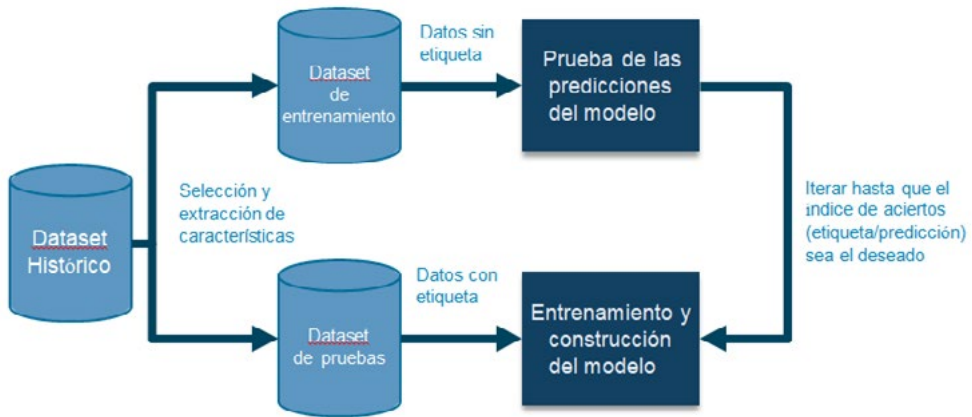 Dataset
Histórico
Selección y
extracción de
características
Dataset
de
entrenamiento
Datos sin
etiqueta
Prueba de las
predicciones
del modelo
Iterar hasta que el
índice de aciertos
(etiqueta/predicción)
sea el deseado
Dataset
de pruebas
Datos con
etiqueta
Entrenamiento y
construcción
del modelo